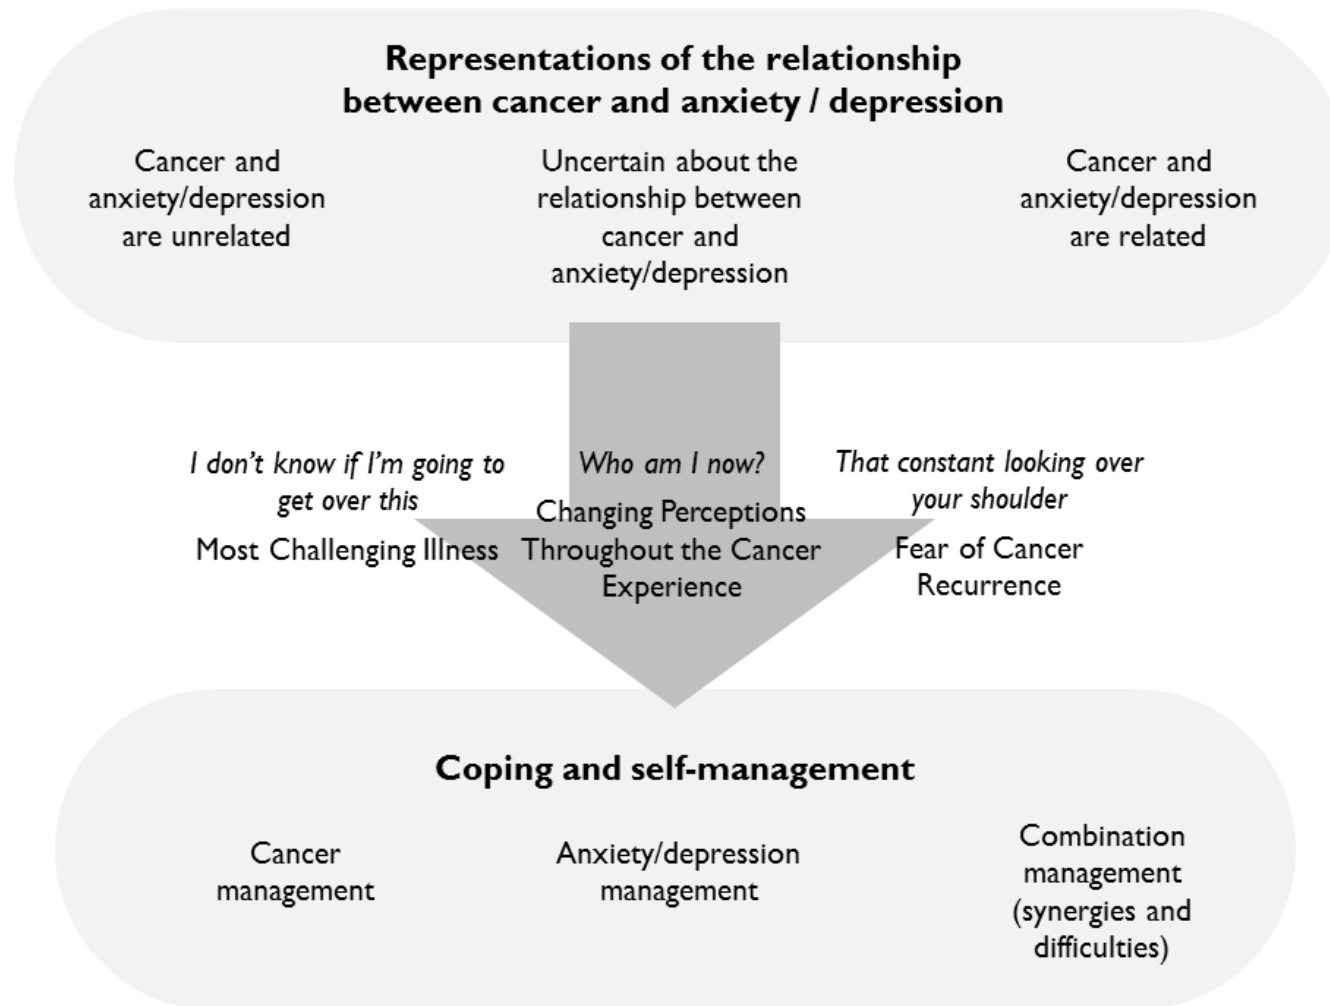 Representations of the relationship
between cancer and anxiety / depression
Cancer and
anxiety/depression
are unrelated
Uncertain about the
relationship between
cancer and
anxiety/depression
Cancer and
anxiety/depression
are related
I don't know if I'm going to
get over this
Most Challenging Illness
Who am I now?
Changing Perceptions
Throughout the Cancer
Experience
That constant looking over
your shoulder
Fear of Cancer
Recurrence
Coping and self-management
Cancer
management
Anxiety/depression
management
Combination
management
(synergies and
difficulties)